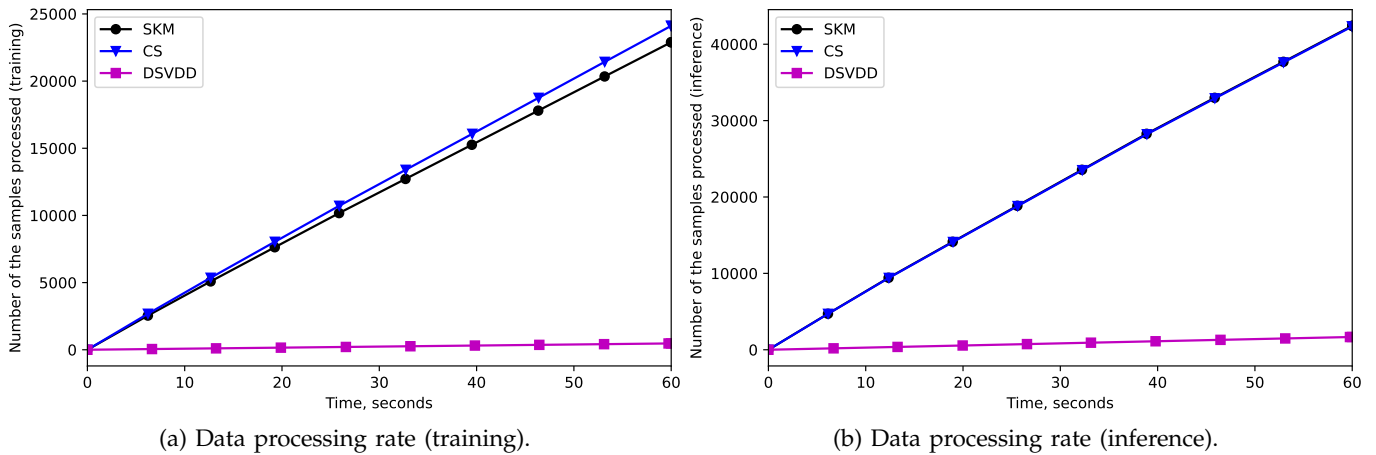 Number of the samples processed (training)
25000
20000
15000
10000
5000
0
SKM
CS
DSVDD
0 10 20 30 40 50 60
Time, seconds
(a) Data processing rate (training).
Number of the samples processed (inference)
40000
30000
20000
10000
0
SKM
CS
DSVDD
0 10 20 30 40 50 60
Time, seconds
(b) Data processing rate (inference).